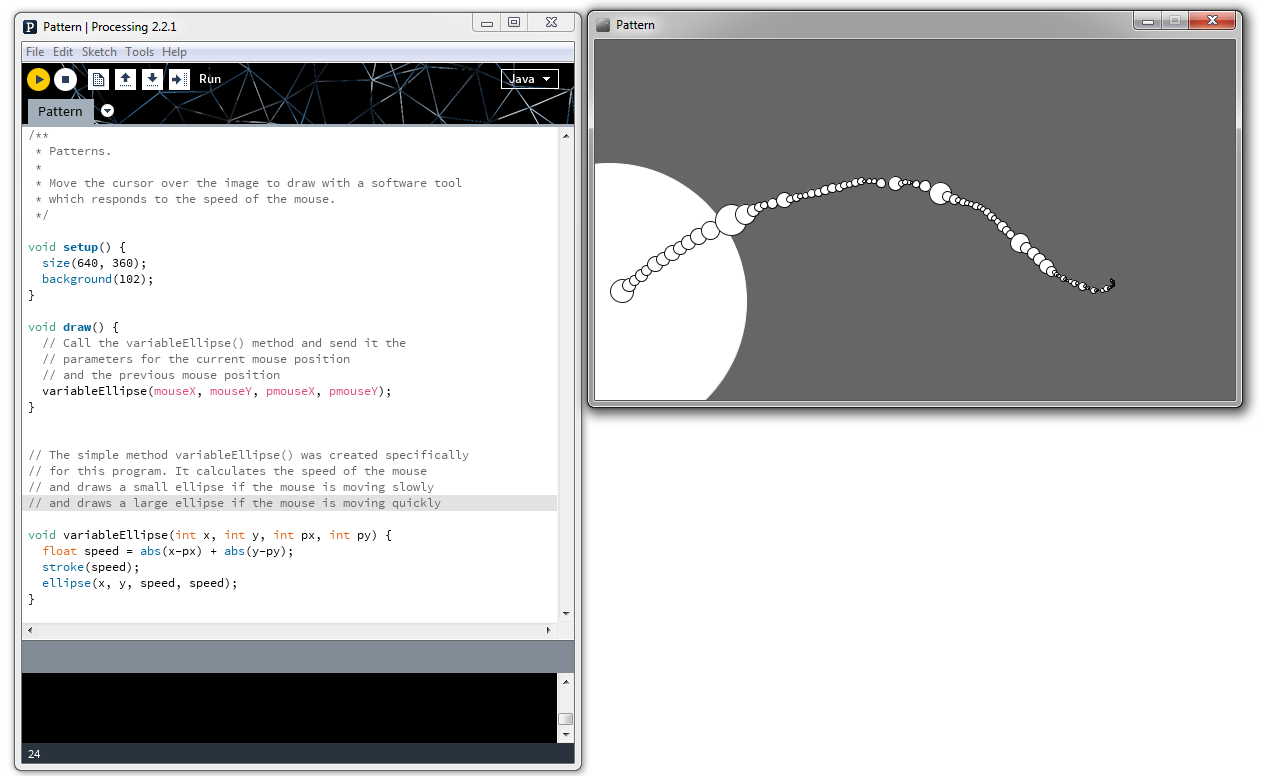 Pattern | Processing 2.2.1
File Edit Sketch Tools Help
Run
Java
Pattern
/**
 * Patterns.
 *
 * Move the cursor over the image to draw with a software tool
 * which responds to the speed of the mouse.
 */
void setup() {
  size(640, 360);
  background(102);
}
void draw() {
  // Call the variableEllipse() method and send it the
  // parameters for the current mouse position
  // and the previous mouse position
  variableEllipse(mouseX, mouseY, pmouseX, pmouseY);
}
// The simple method variableEllipse() was created specifically
// for this program. It calculates the speed of the mouse
// and draws a small ellipse if the mouse is moving slowly
// and draws a large ellipse if the mouse is moving quickly
void variableEllipse(int x, int y, int px, int py) {
  float speed = abs(x-px) + abs(y-py);
  stroke(speed);
  ellipse(x, y, speed, speed);
}
24
Pattern